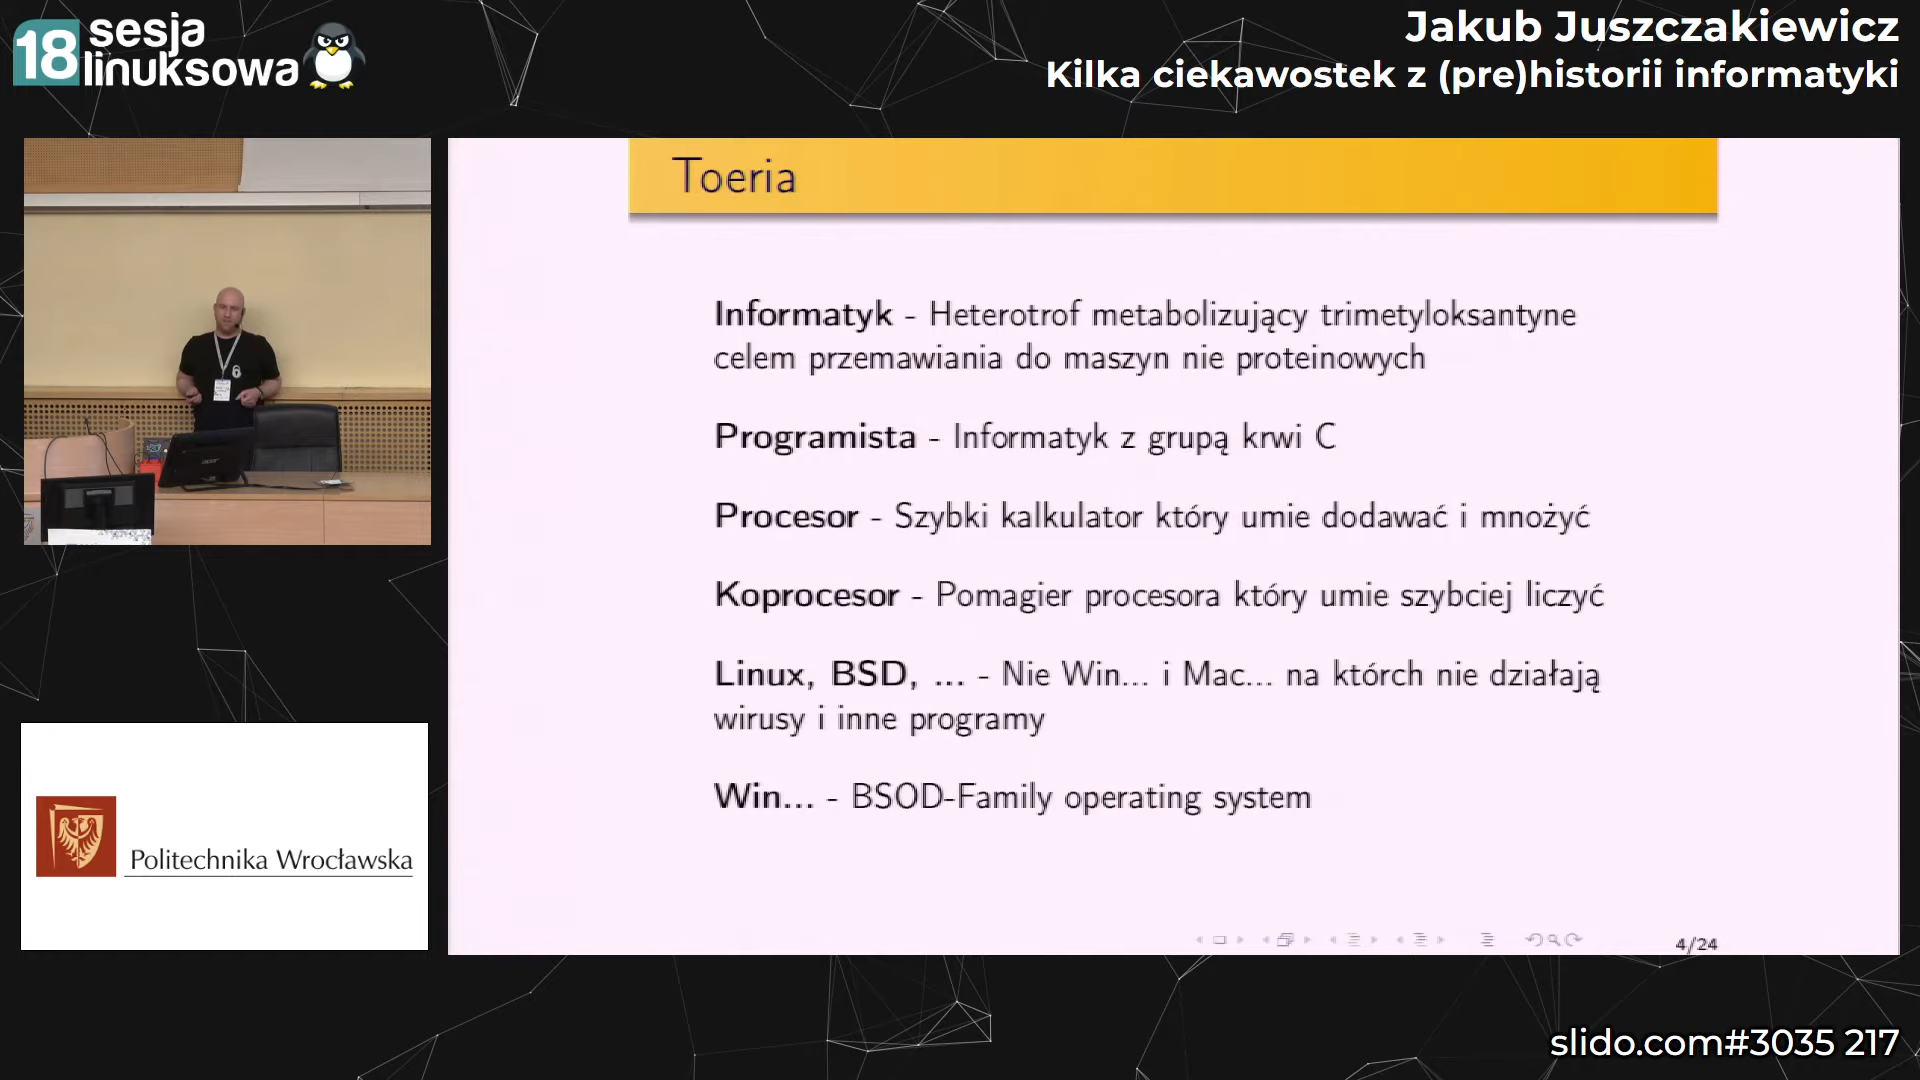 18 sesja linuksowa
Jakub Juszczakiewicz
Kilka ciekawostek z (pre)historii informatyki
Toeria
Informatyk - Heterotrof metabolizujący trimetyloksantyne
celem przemawiania do maszyn nie proteinowych
Programista - Informatyk z grupą krwi C
Procesor - Szybki kalkulator który umie dodawać i mnożyć
Koprocesor - Pomagier procesora który umie szybciej liczyć
Linux, BSD, ... - Nie Win... i Mac... na którch nie działają
wirusy i inne programy
Win... - BSOD-Family operating system
4/24
Politechnika Wrocławska
slido.com#3035 217